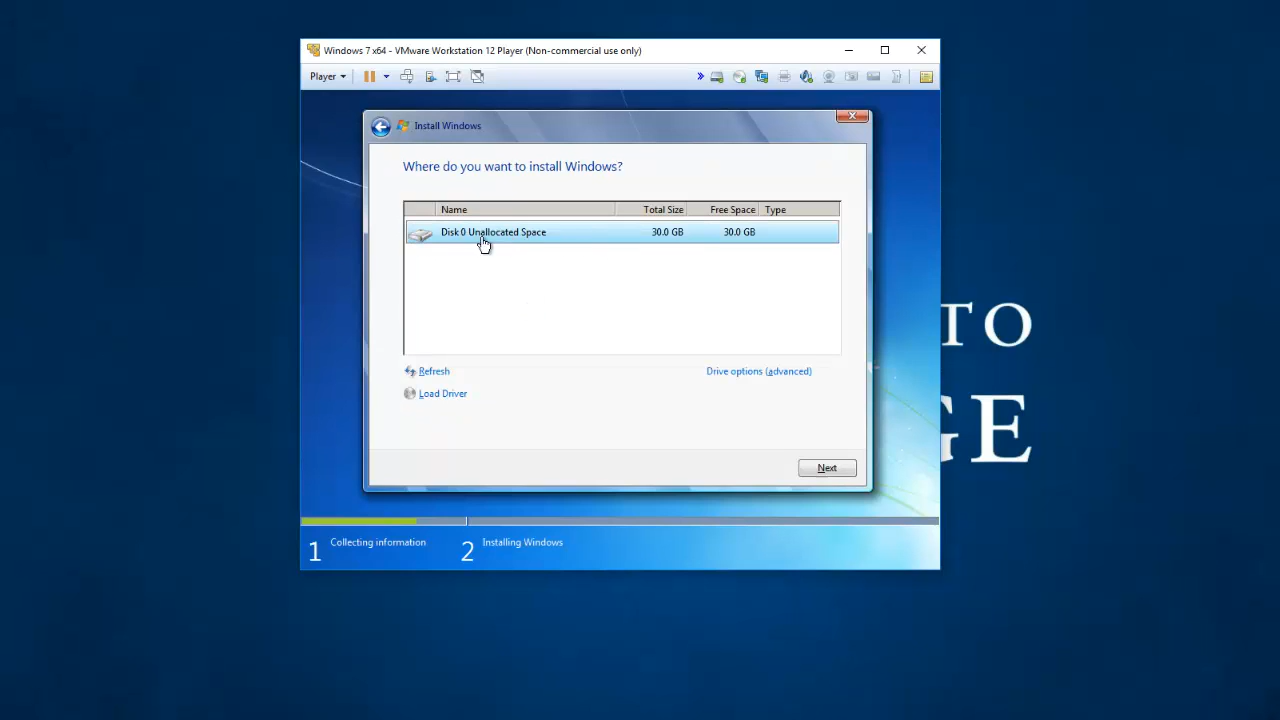 Windows 7 x64 - VMware Workstation 12 Player (Non-commercial use only)
Player
Install Windows
Where do you want to install Windows?
Name Total Size Free Space Type
Disk 0 Unallocated Space 30.0 GB 30.0 GB
Refresh Drive options (advanced)
Load Driver
Next
TO
GE
1 Collecting information 2 Installing Windows